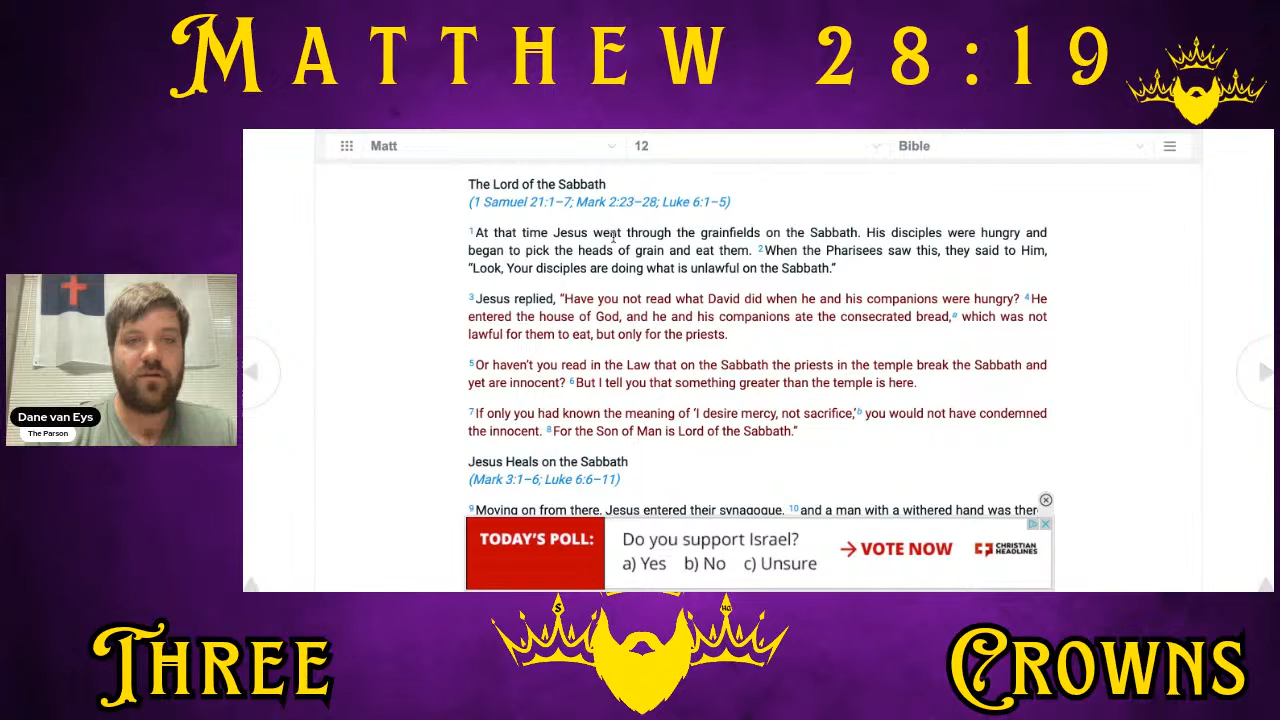 MATTHEW 28:19
Matt 12 Bible
The Lord of the Sabbath
(1 Samuel 21:1–7; Mark 2:23–28; Luke 6:1–5)
1 At that time Jesus went through the grainfields on the Sabbath. His disciples were hungry and
began to pick the heads of grain and eat them. 2 When the Pharisees saw this, they said to Him,
“Look, Your disciples are doing what is unlawful on the Sabbath.”
3 Jesus replied, “Have you not read what David did when he and his companions were hungry? 4 He
entered the house of God, and he and his companions ate the consecrated bread,a which was not
lawful for them to eat, but only for the priests.
5 Or haven’t you read in the Law that on the Sabbath the priests in the temple break the Sabbath and
yet are innocent? 6 But I tell you that something greater than the temple is here.
7 If only you had known the meaning of ‘I desire mercy, not sacrifice,’b you would not have condemned
the innocent. 8 For the Son of Man is Lord of the Sabbath.”
Jesus Heals on the Sabbath
(Mark 3:1–6; Luke 6:6–11)
9 Moving on from there, Jesus entered their synagogue, 10 and a man with a withered hand was ther
TODAY'S POLL:
Do you support Israel?
a) Yes b) No c) Unsure
VOTE NOW
CHRISTIAN
HEADLINES
Dane van Eys
The Parson
S HG
THREE CROWNS